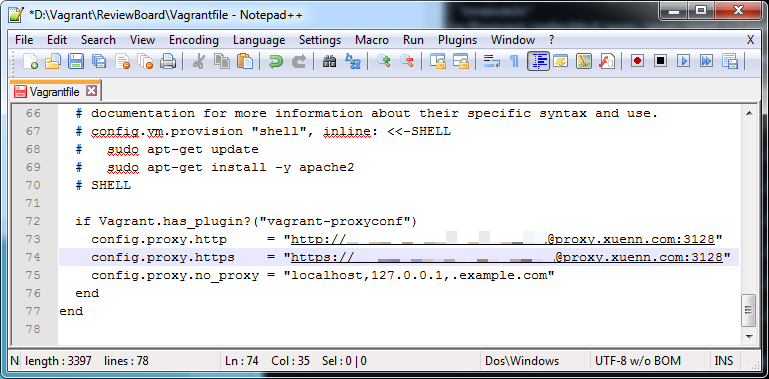 *D:\Vagrant\ReviewBoard\Vagrantfile - Notepad++
File Edit Search View Encoding Language Settings Macro Run Plugins Window ? X
Vagrantfile
66 # documentation for more information about their specific syntax and use.
67 # config.vm.provision "shell", inline: <<-SHELL
68 #   sudo apt-get update
69 #   sudo apt-get install -y apache2
70 # SHELL
71
72 if Vagrant.has_plugin?("vagrant-proxyconf")
73 config.proxy.http     = "http://@proxy.xuenn.com:3128"
74 config.proxy.https    = "https://@proxy.xuenn.com:3128"
75 config.proxy.no_proxy = "localhost,127.0.0.1,.example.com"
76 end
77 end
78
N length : 3397 lines : 78 Ln : 74 Col : 35 Sel : 0 | 0 Dos\Windows UTF-8 w/o BOM INS